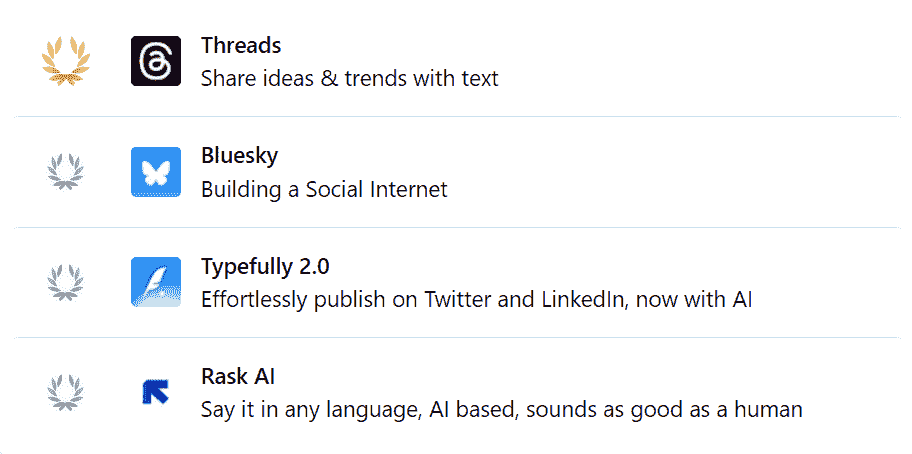 Threads
Share ideas & trends with text
Bluesky
Building a Social Internet
Typefully 2.0
Effortlessly publish on Twitter and LinkedIn, now with AI
Rask AI
Say it in any language, AI based, sounds as good as a human